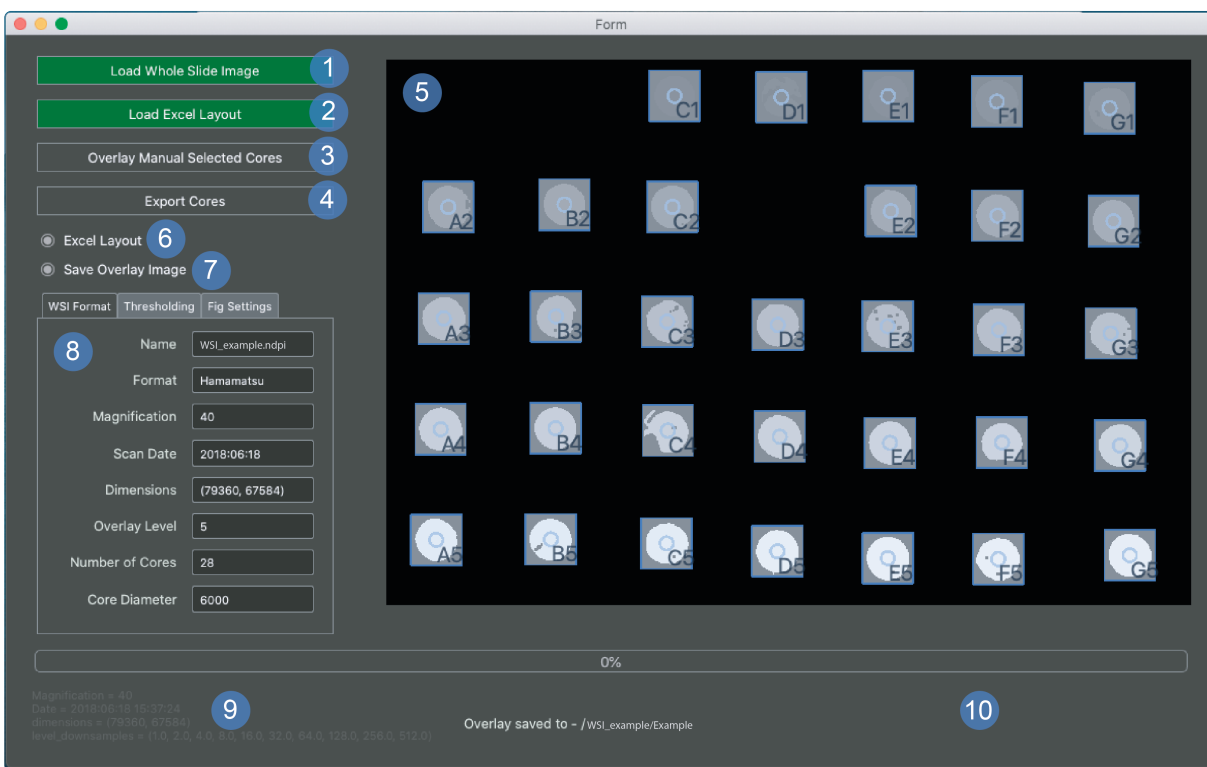 Form
Load Whole Slide Image 1
Load Excel Layout 2
Overlay Manual Selected Cores 3
Export Cores 4
Excel Layout 6
Save Overlay Image 7
WSI Format Thresholding Fig Settings
8
Name WSI_example.ndpi
Format Hamamatsu
Magnification 40
Scan Date 2018:06:18
Dimensions (79360, 67584)
Overlay Level 5
Number of Cores 28
Core Diameter 6000
5
C1 D1 E1 F1 G1
A2 B2 C2 E2 F2 G2
A3 B3 C3 D3 E3 F3 G3
A4 B4 C4 D4 E4 F4 G4
A5 B5 C5 D5 E5 F5 G5
0%
Magnification = 40
Date = 2018:06:18 15:37:24
dimensions = (79360, 67584)
level_downsamples = (1.0, 2.0, 4.0, 8.0, 16.0, 32.0, 64.0, 128.0, 256.0, 512.0)
9
Overlay saved to - /WSI_example/Example
10